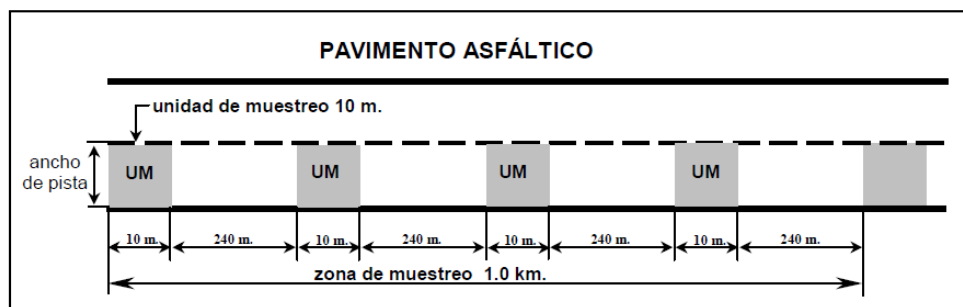 PAVIMENTO ASFÁLTICO
unidad de muestreo 10 m.
ancho
de pista
UM UM UM UM
10 m. 240 m. 10 m. 240 m. 10 m. 240 m. 10 m. 240 m.
zona de muestreo 1.0 km.